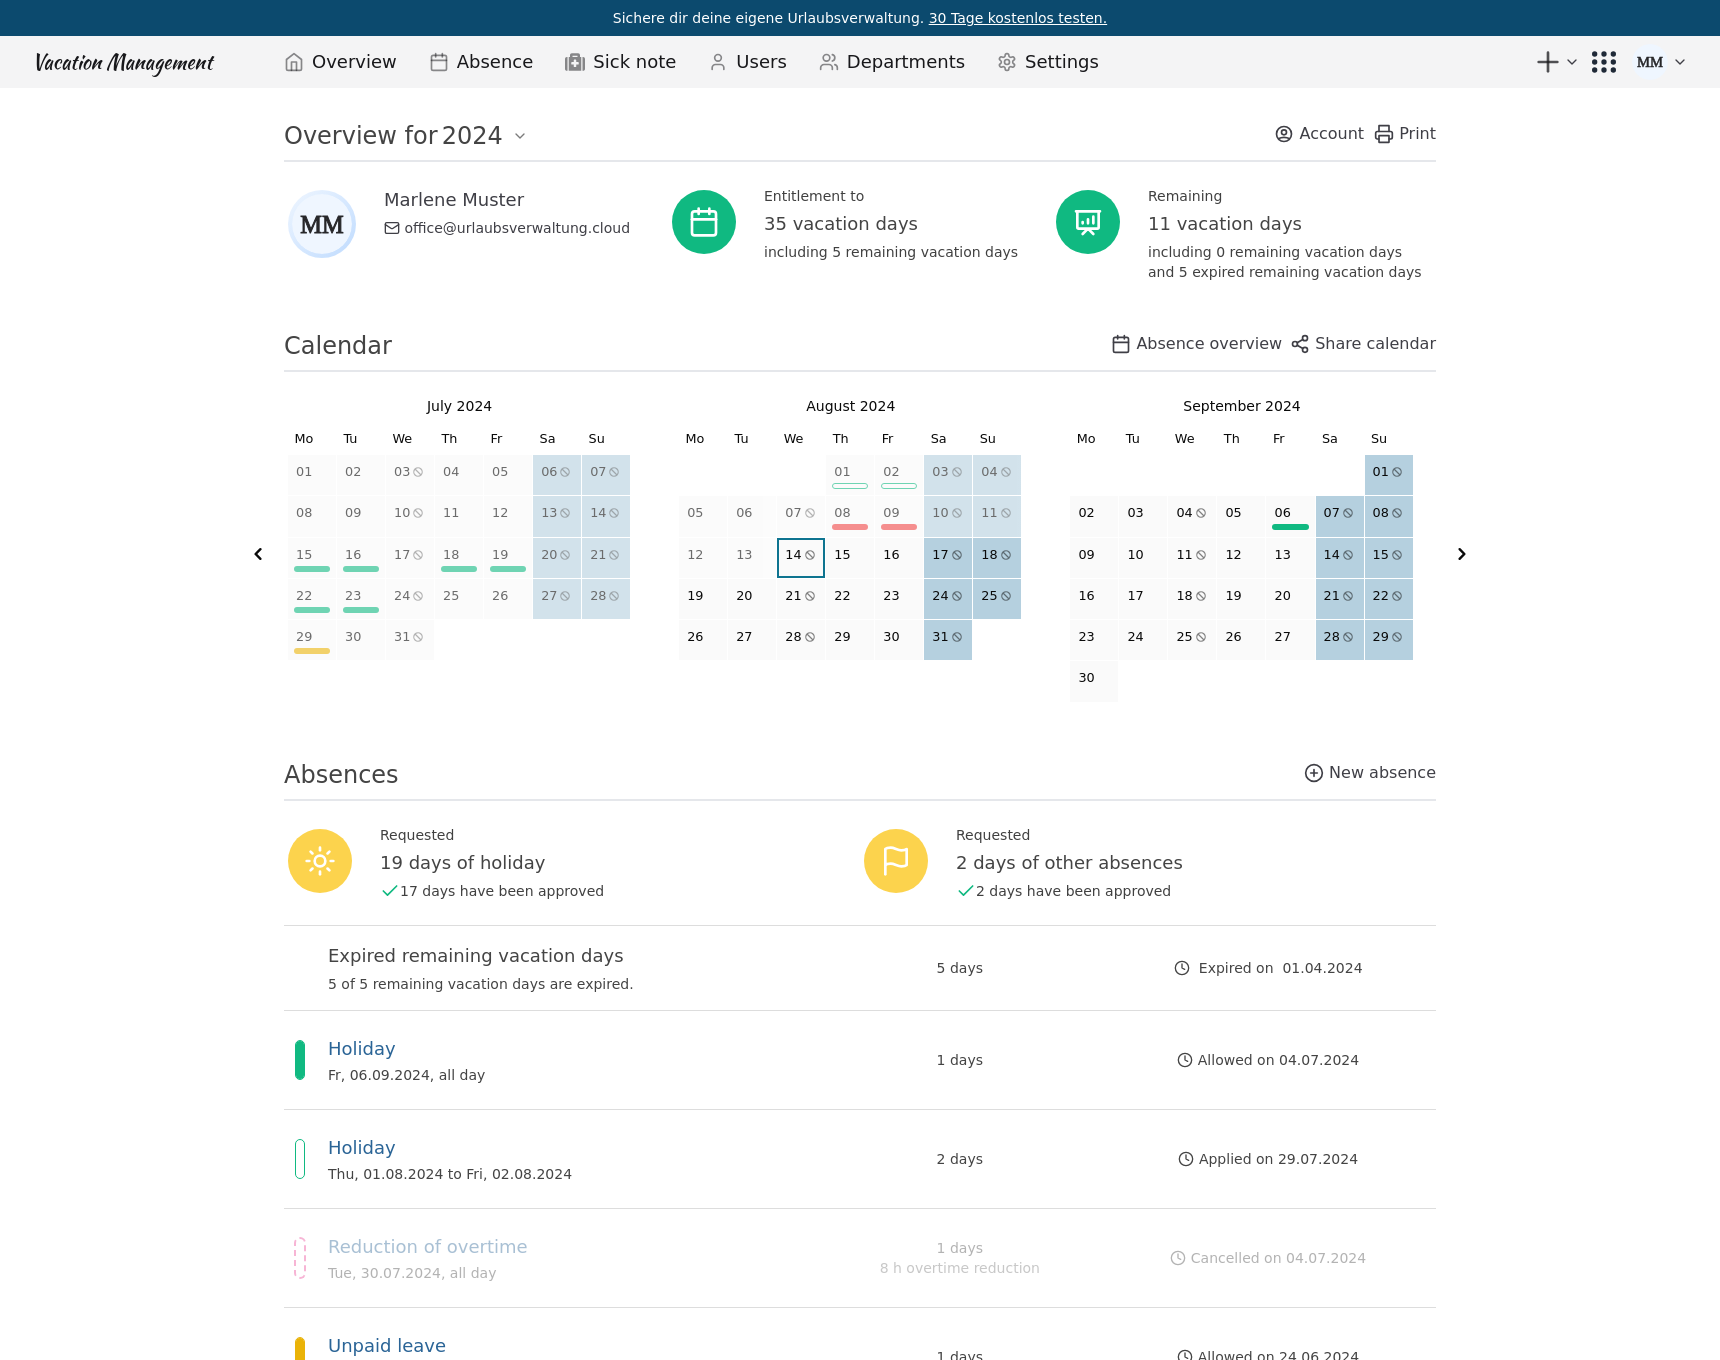 Sichere dir deine eigene Urlaubsverwaltung. 30 Tage kostenlos testen.
Vacation Management Overview Absence Sick note Users Departments Settings MM
Overview for 2024 Account Print
MM
Marlene Muster
office@urlaubsverwaltung.cloud
Entitlement to
35 vacation days
including 5 remaining vacation days
Remaining
11 vacation days
including 0 remaining vacation days
and 5 expired remaining vacation days
Calendar Absence overview Share calendar
July 2024
Mo Tu We Th Fr Sa Su
01 02 03 04 05 06 07
08 09 10 11 12 13 14
15 16 17 18 19 20 21
22 23 24 25 26 27 28
29 30 31
August 2024
Mo Tu We Th Fr Sa Su
01 02 03 04
05 06 07 08 09 10 11
12 13 14 15 16 17 18
19 20 21 22 23 24 25
26 27 28 29 30 31
September 2024
Mo Tu We Th Fr Sa Su
01
02 03 04 05 06 07 08
09 10 11 12 13 14 15
16 17 18 19 20 21 22
23 24 25 26 27 28 29
30
Absences New absence
Requested
19 days of holiday
17 days have been approved
Requested
2 days of other absences
2 days have been approved
Expired remaining vacation days
5 of 5 remaining vacation days are expired.
5 days
Expired on 01.04.2024
Holiday
Fr, 06.09.2024, all day
1 days
Allowed on 04.07.2024
Holiday
Thu, 01.08.2024 to Fri, 02.08.2024
2 days
Applied on 29.07.2024
Reduction of overtime
Tue, 30.07.2024, all day
1 days
8 h overtime reduction
Cancelled on 04.07.2024
Unpaid leave
1 days
Allowed on 24.06.2024